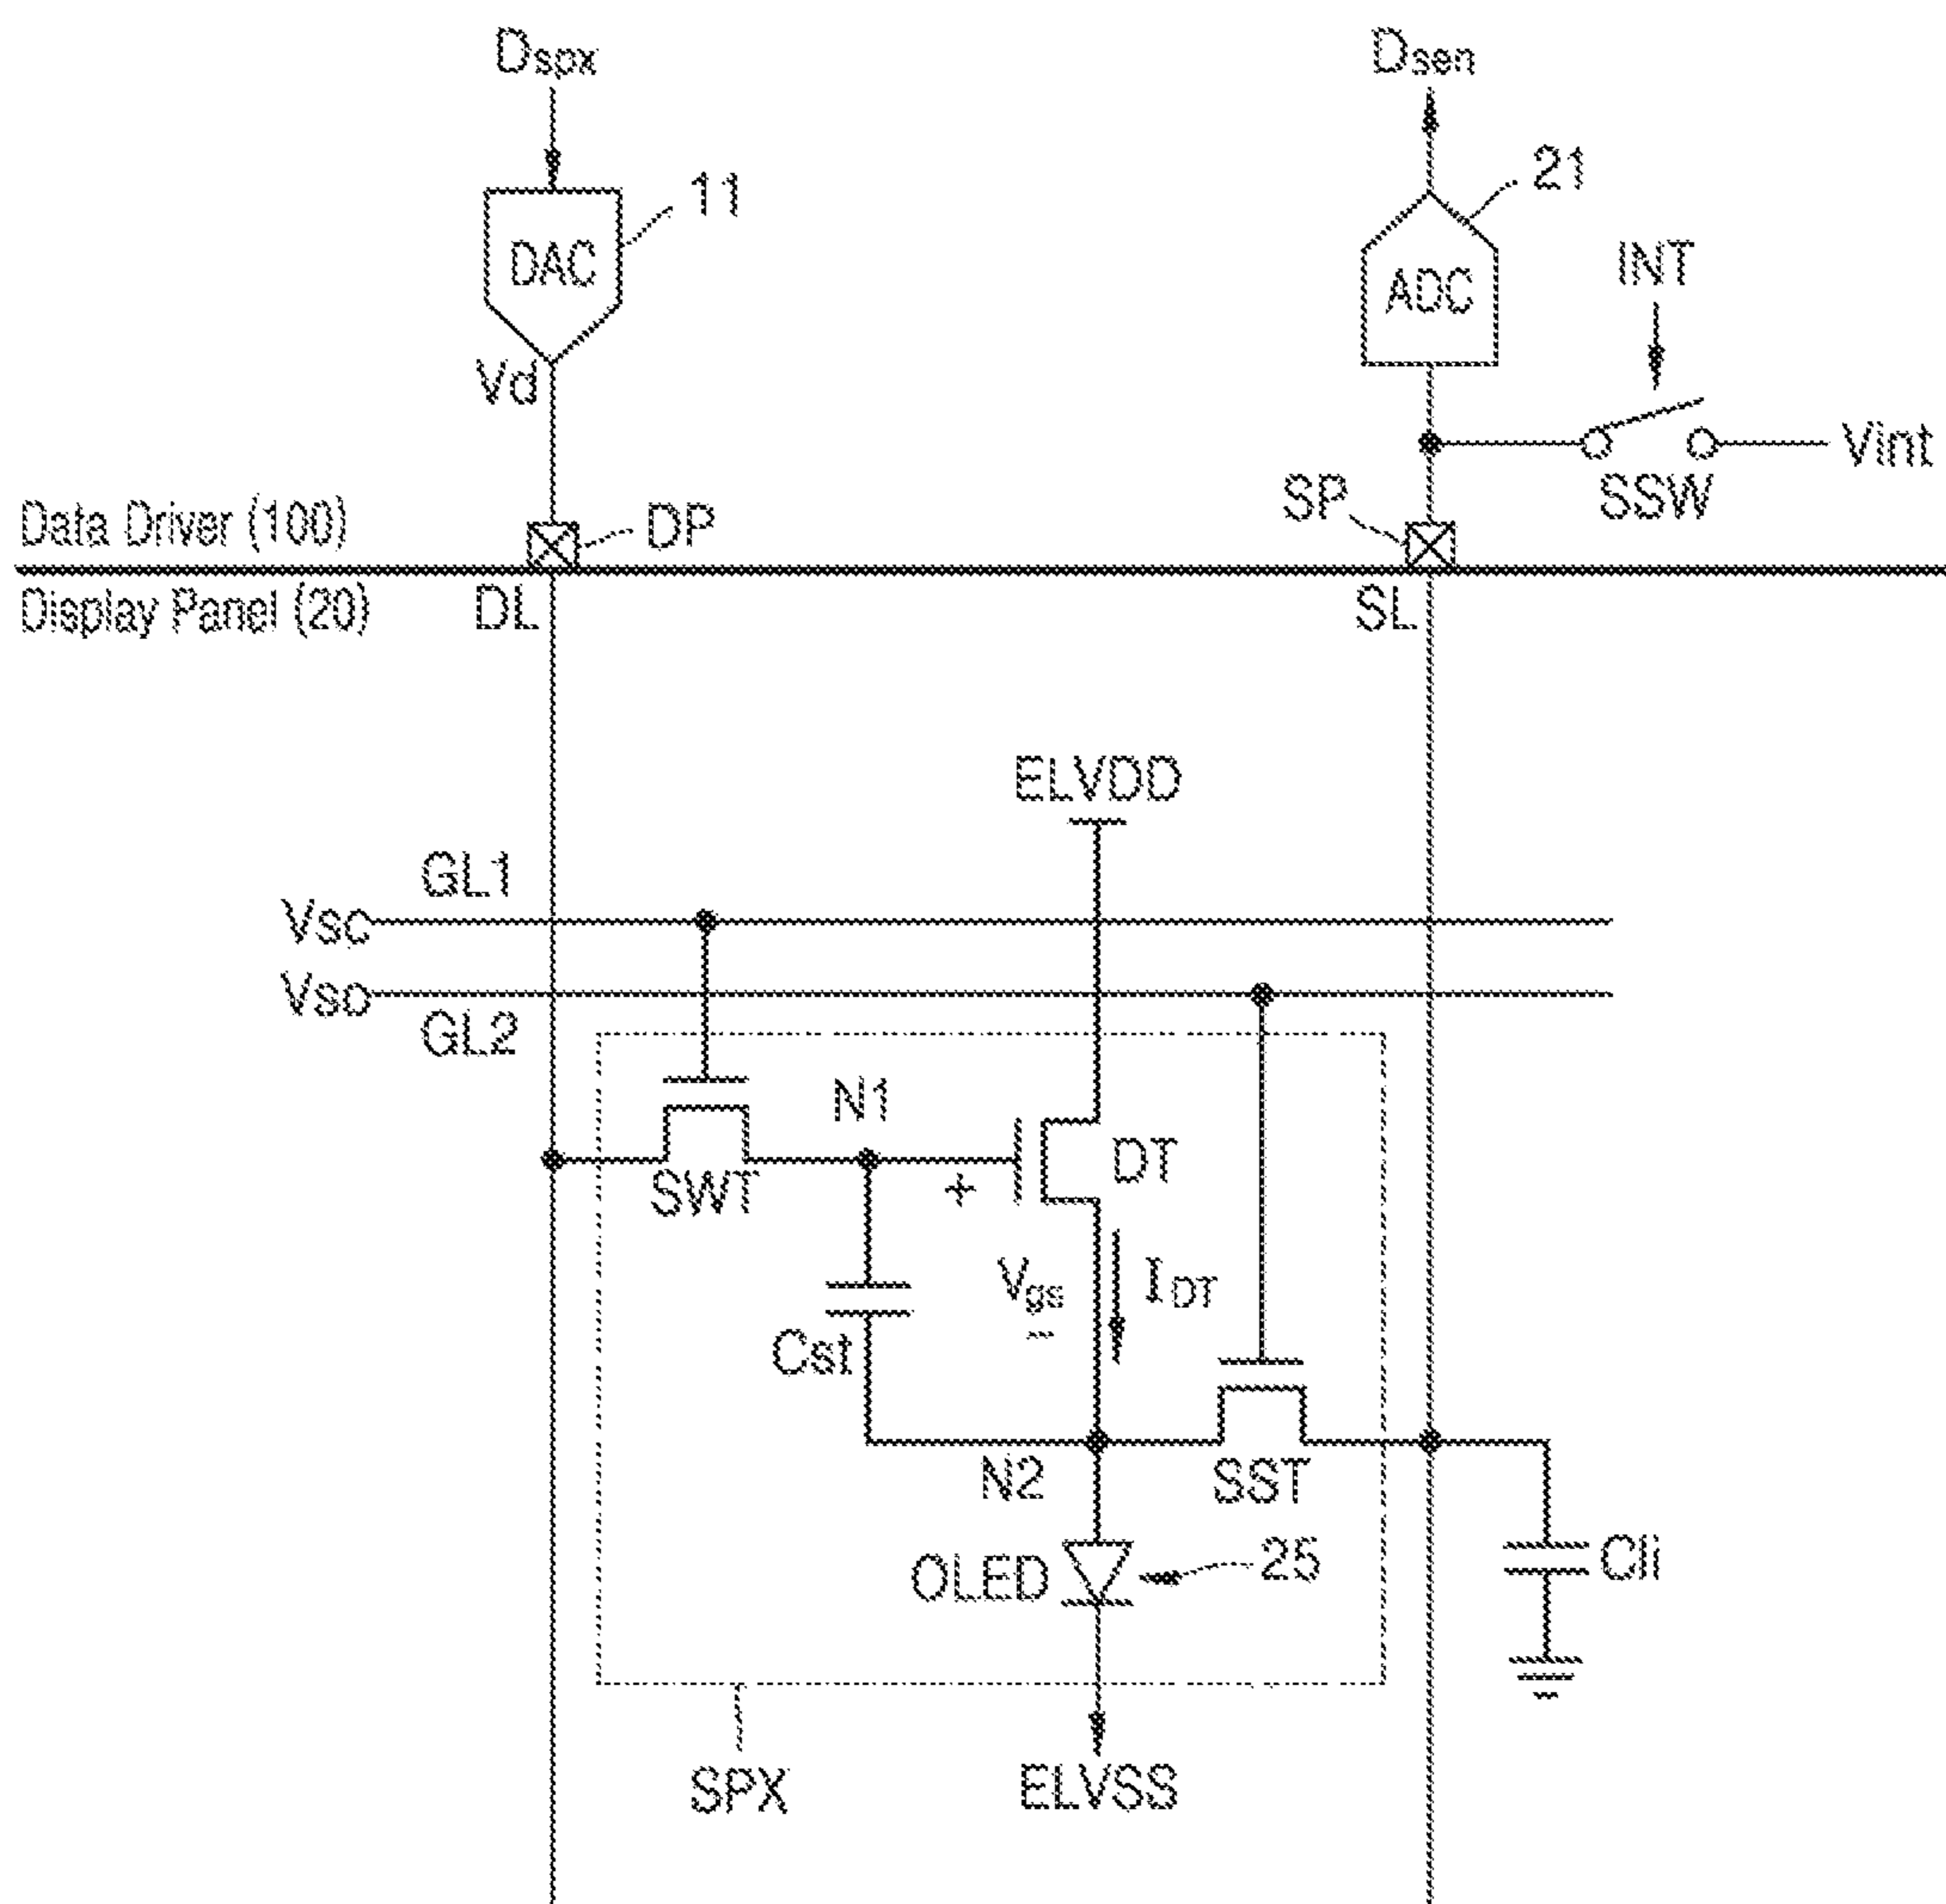 Dspx
Dsen
11
21
DAC
ADC
INT
Vd
Vint
SSW
SP
DP
Data Driver (100)
Display Panel (20)
DL
SL
ELVDD
GL1
Vsc
Vso
GL2
N1
DT
SWT
+
Vgs
IDT
-
Cst
N2
SST
OLED
25
Cli
SPX
ELVSS